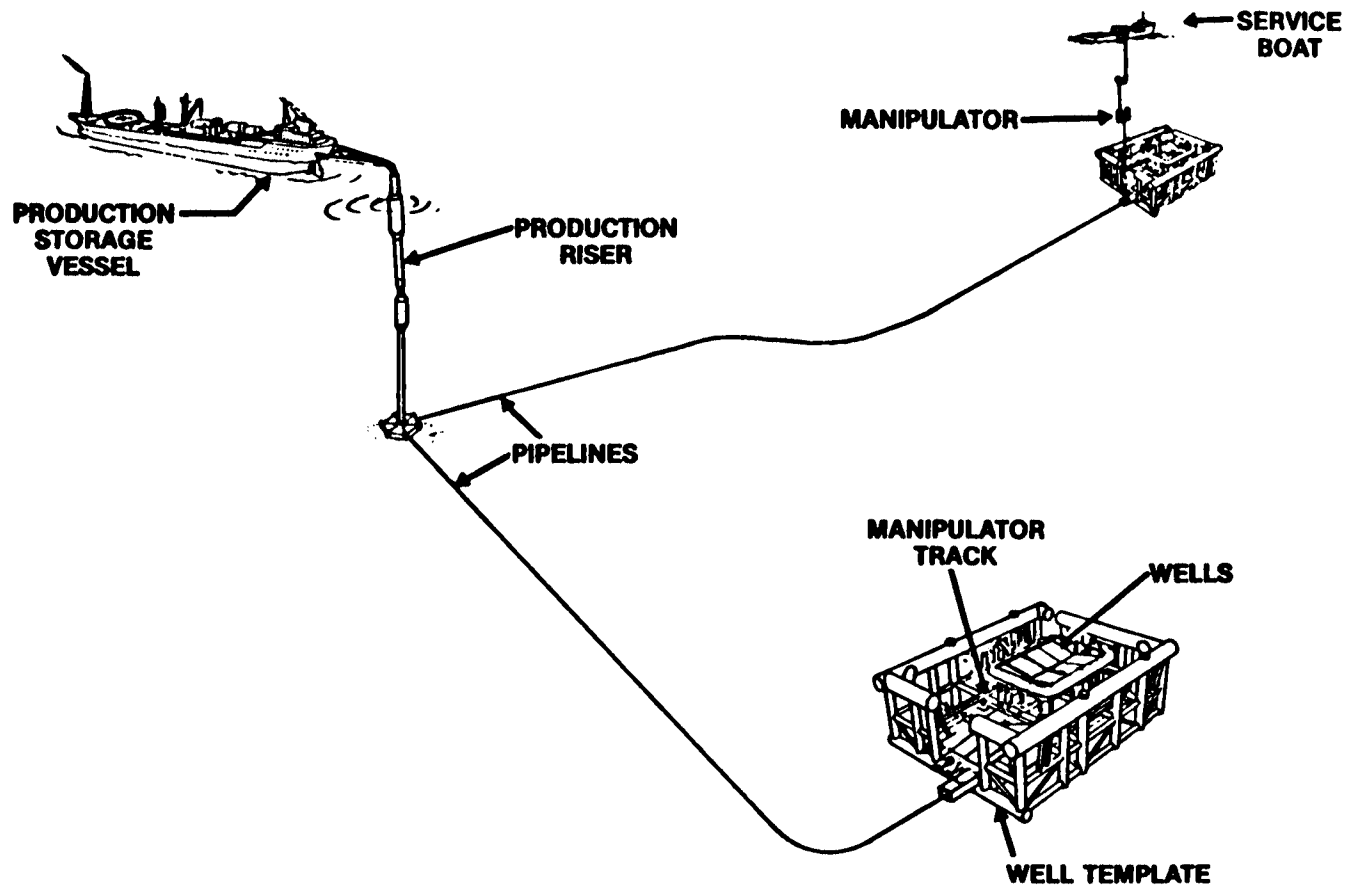 SERVICE
BOAT
MANIPULATOR
PRODUCTION
STORAGE
VESSEL
PRODUCTION
RISER
PIPELINES
MANIPULATOR
TRACK
WELLS
WELL TEMPLATE